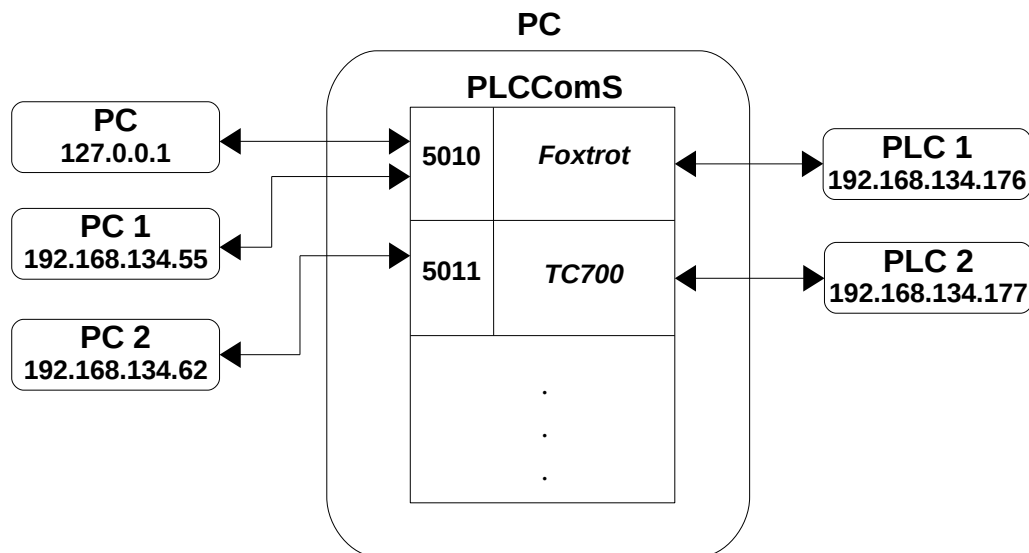 PC
PLCComS
PC
127.0.0.1
PC 1
192.168.134.55
PC 2
192.168.134.62
5010
Foxtrot
5011
TC700
.
.
.
PLC 1
192.168.134.176
PLC 2
192.168.134.177